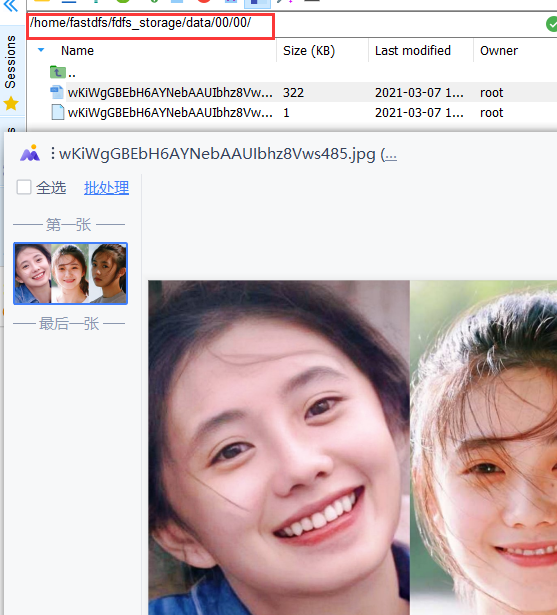 /home/fastdfs/fdfs_storage/data/00/00/
Sessions
Name Size (KB) Last modified Owner
..
wKiWgGBEbH6AYNebAAUIbhz8Vw... 322 2021-03-07 1... root
wKiWgGBEbH6AYNebAAUIbhz8Vw... 1 2021-03-07 1... root
wKiWgGBEbH6AYNebAAUIbhz8Vws485.jpg (...
全选 批处理
第一张
最后一张